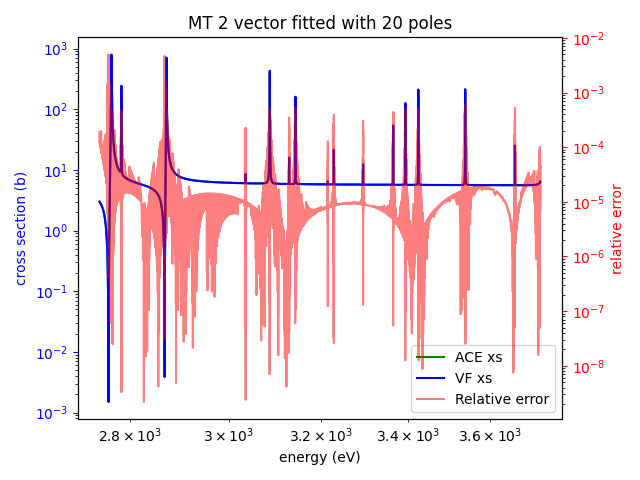 MT 2 vector fitted with 20 poles
10³
10²
10¹
10⁰
10⁻¹
10⁻²
10⁻³
cross section (b)
10⁻²
10⁻³
10⁻⁴
10⁻⁵
10⁻⁶
10⁻⁷
10⁻⁸
relative error
ACE xs
VF xs
Relative error
2.8 × 10³ 3 × 10³ 3.2 × 10³ 3.4 × 10³ 3.6 × 10³
energy (eV)